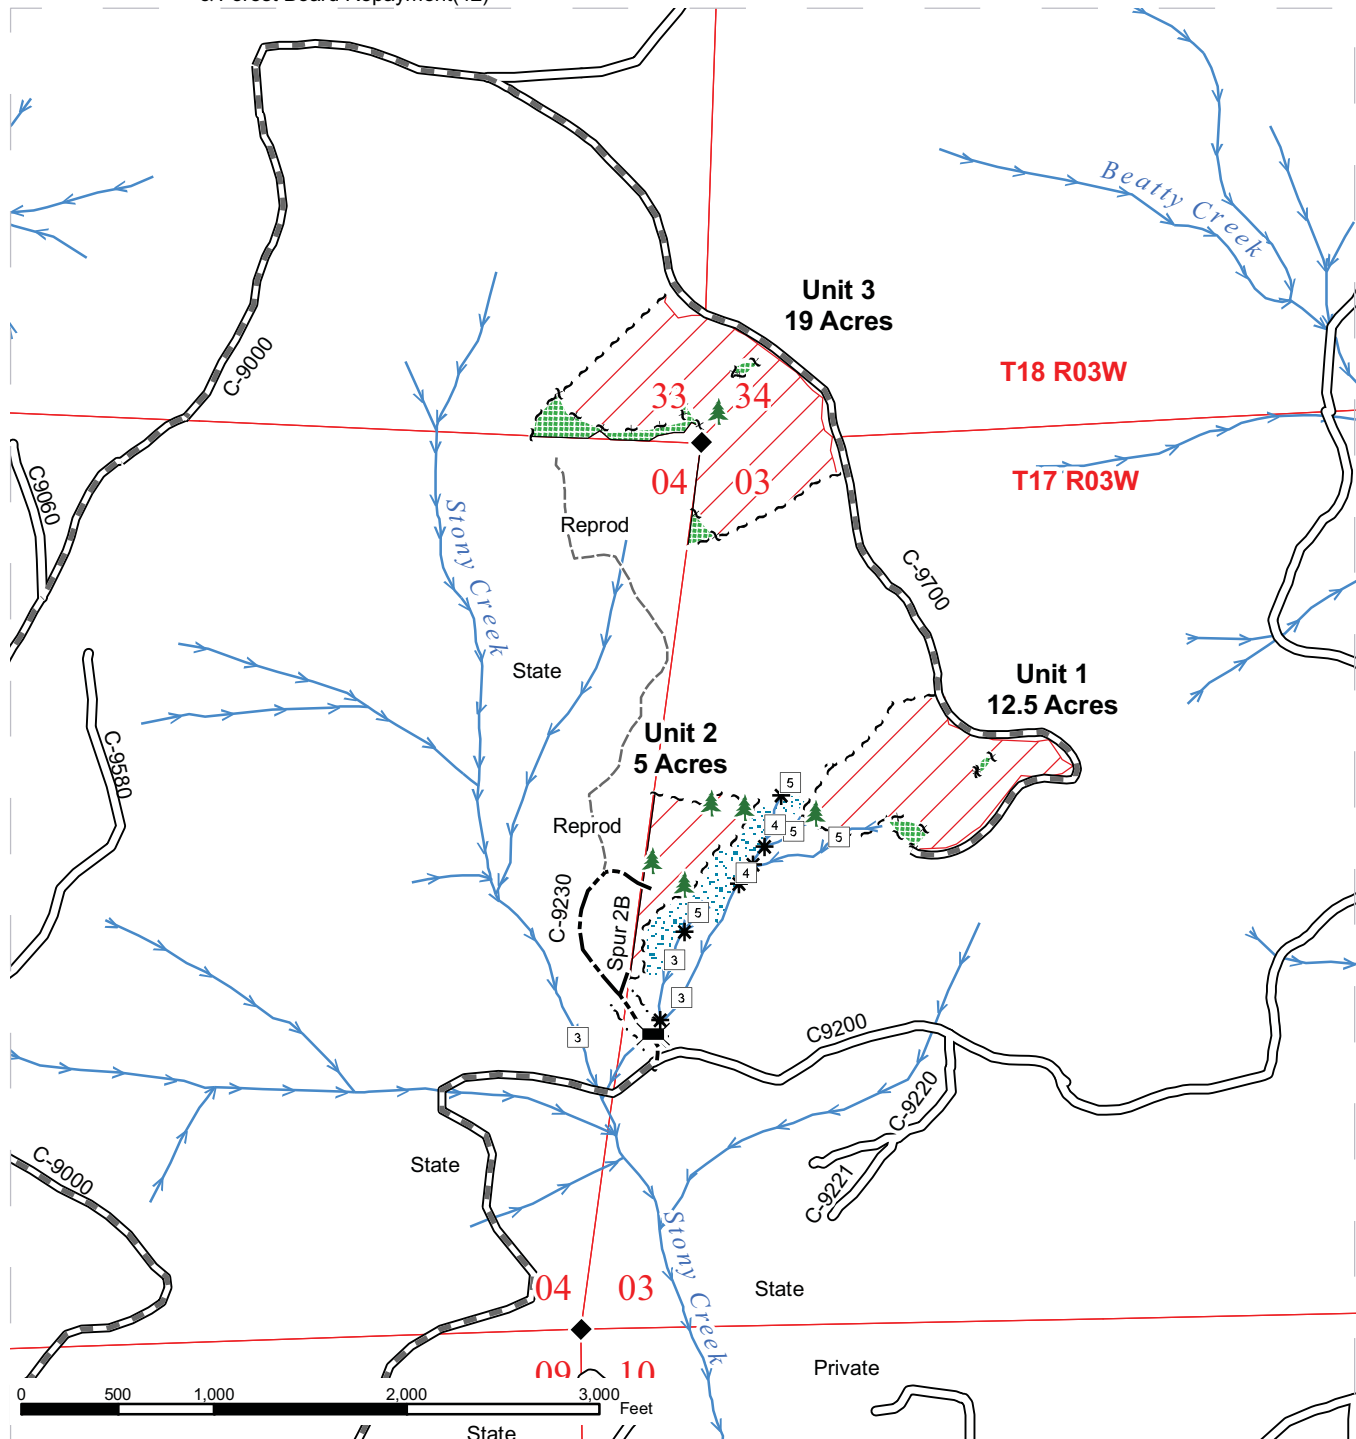 Beatty Creek
Unit 3
19 Acres
C-9000
T18 R03W
33
34
C9060
04
03
T17 R03W
Stony Creek
Reprod
C-9700
State
Unit 1
12.5 Acres
Unit 2
5 Acres
C-9580
5
4
5
5
Reprod
4
C-9230
Spur 2B
5
3
3
3
C9200
C-9220
C-9000
State
C-9221
Stony Creek
04
03
State
09
10
Private
0
500
1,000
2,000
3,000
Feet
State